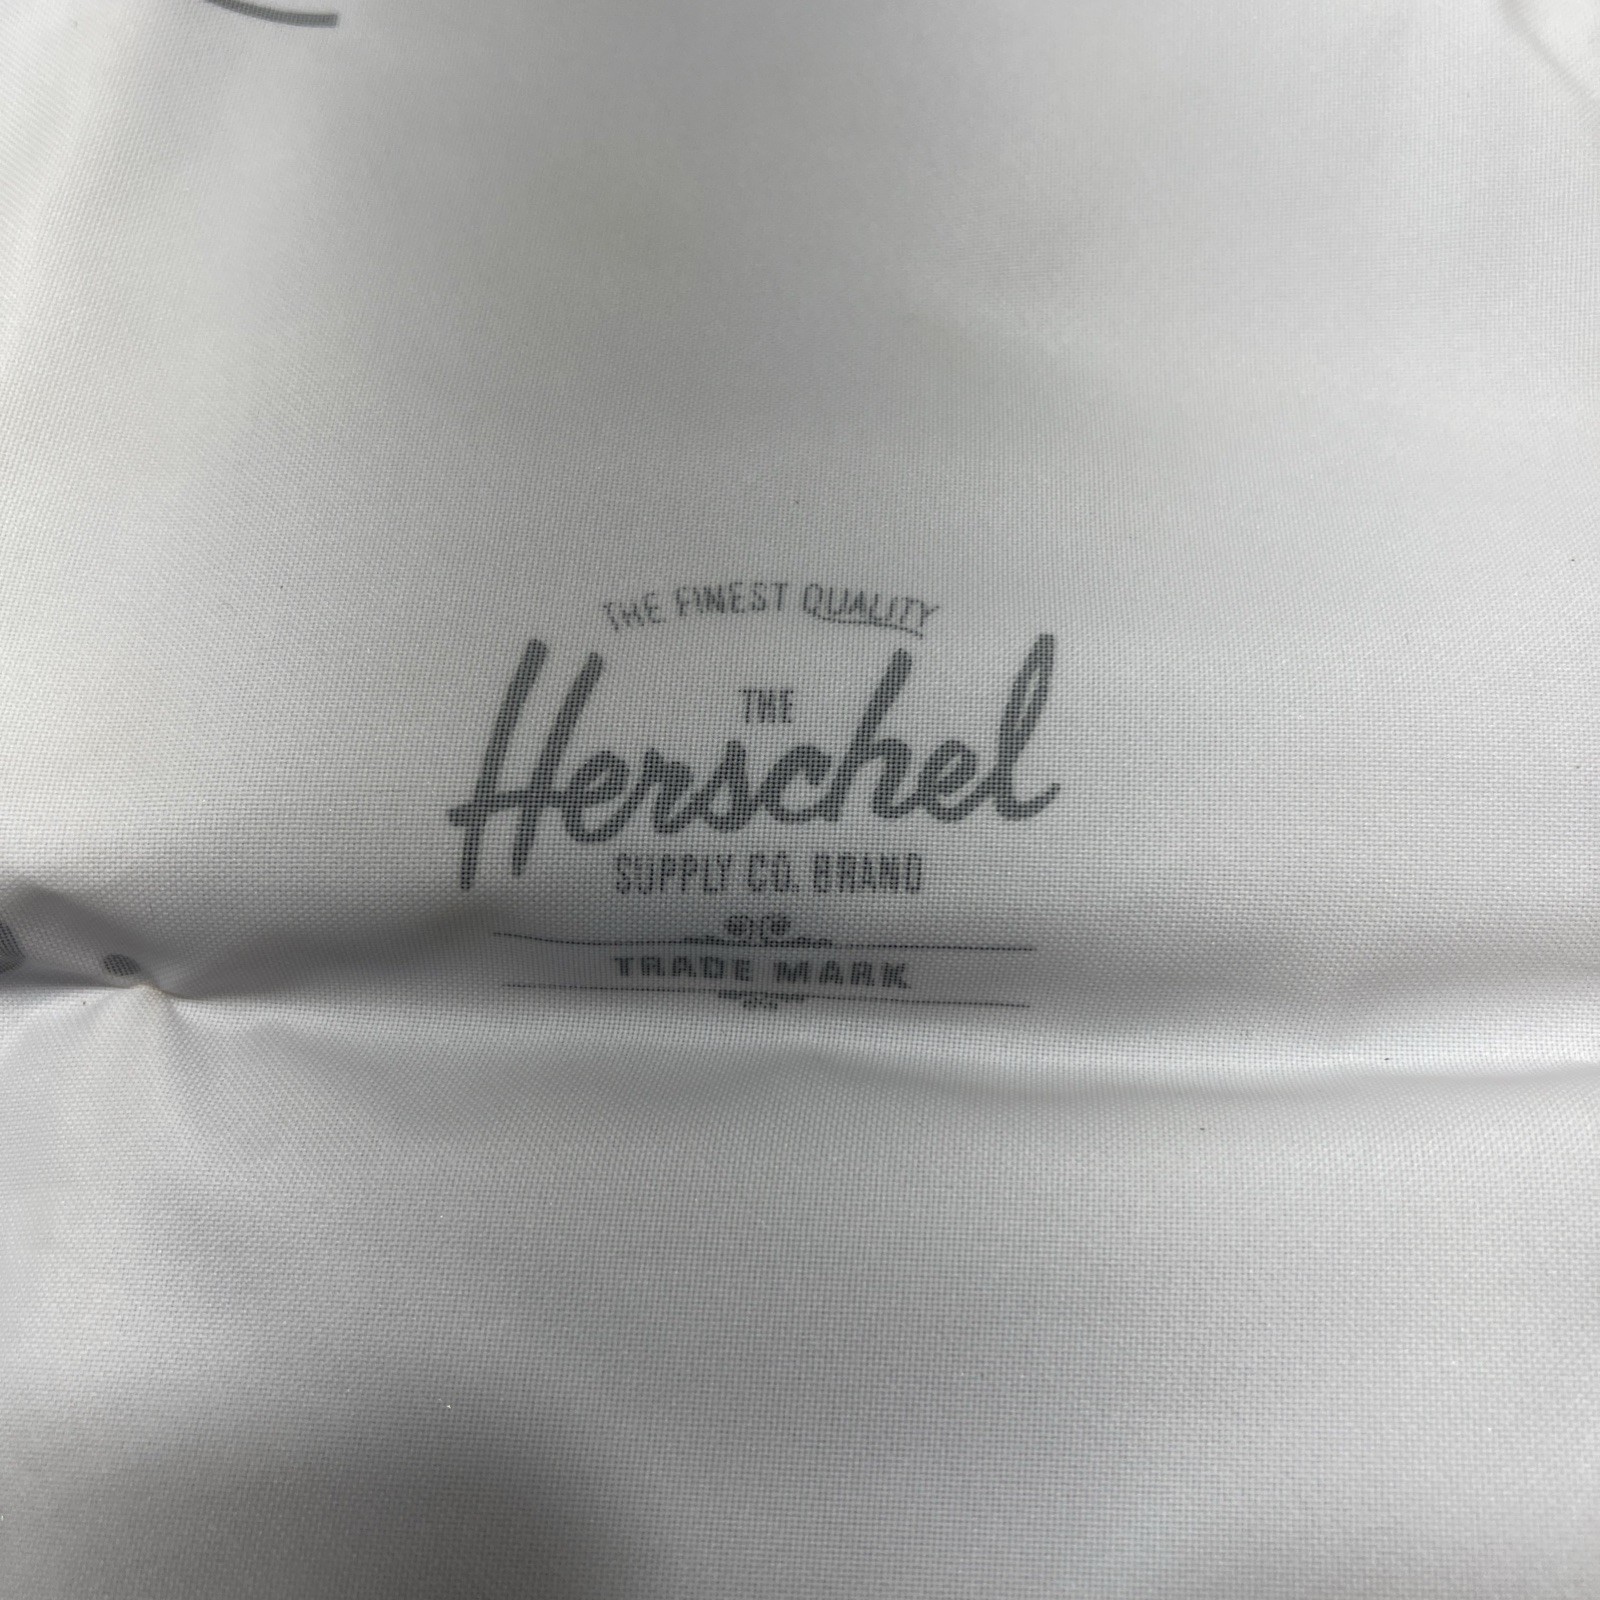 THE FINEST QUALITY
THE
Herschel
SUPPLY CO. BRAND
TRADE MARK